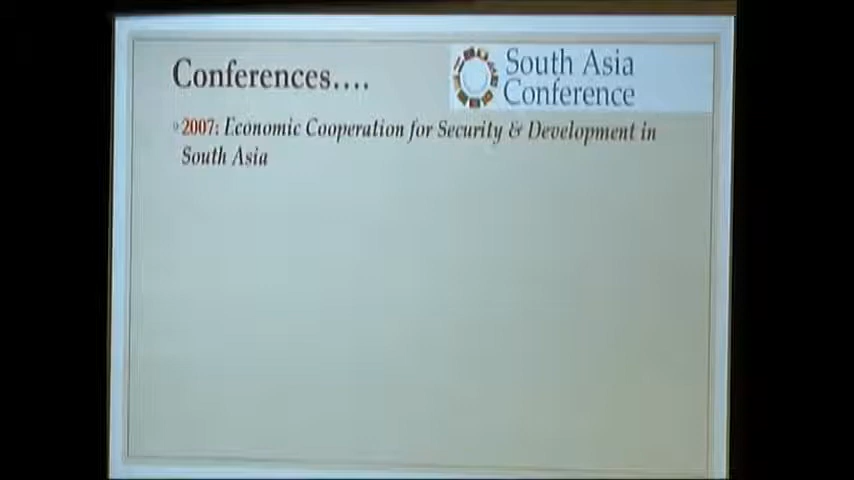 Conferences....
South Asia
Conference
2007: Economic Cooperation for Security & Development in
South Asia